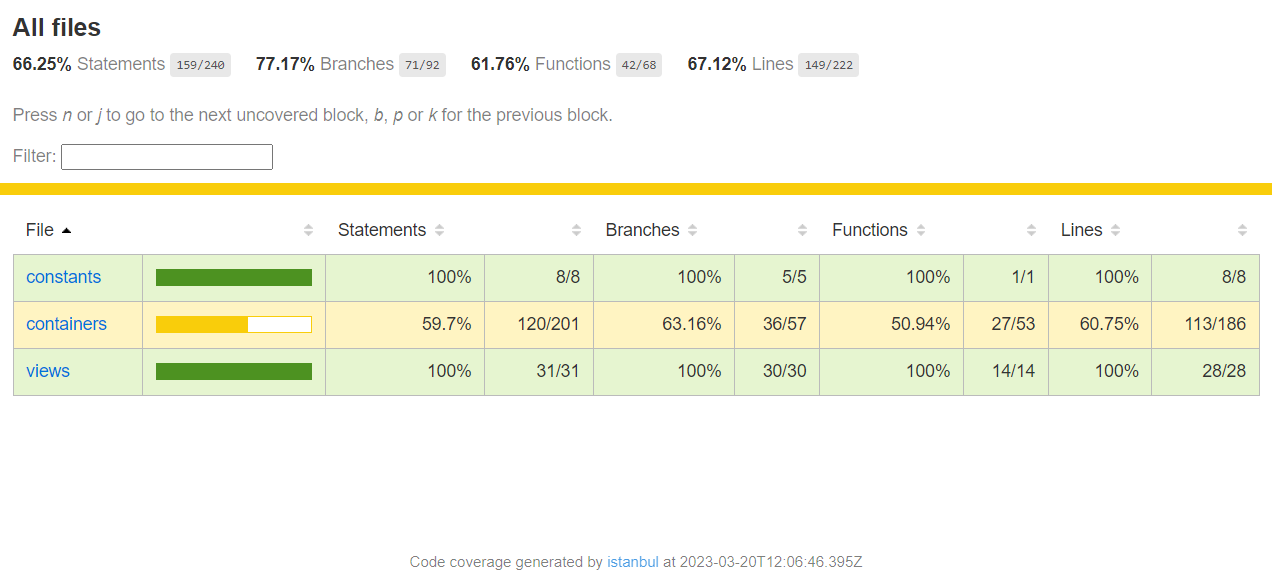 All files
66.25% Statements 159/240 77.17% Branches 71/92 61.76% Functions 42/68 67.12% Lines 149/222
Press n or j to go to the next uncovered block, b, p or k for the previous block.
Filter:
File Statements Branches Functions Lines
constants 100% 8/8 100% 5/5 100% 1/1 100% 8/8
containers 59.7% 120/201 63.16% 36/57 50.94% 27/53 60.75% 113/186
views 100% 31/31 100% 30/30 100% 14/14 100% 28/28
Code coverage generated by istanbul at 2023-03-20T12:06:46.395Z